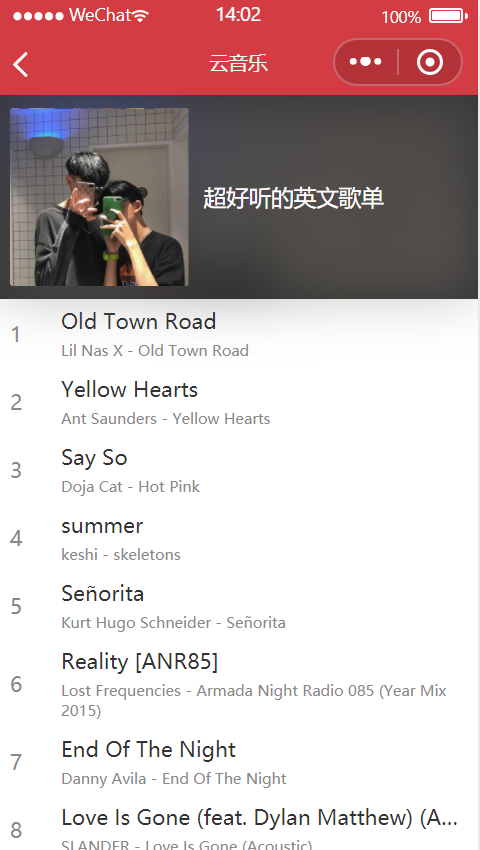 WeChat 14:02 100%
云音乐
超好听的英文歌单
1 Old Town Road
Lil Nas X - Old Town Road
2 Yellow Hearts
Ant Saunders - Yellow Hearts
3 Say So
Doja Cat - Hot Pink
4 summer
keshi - skeletons
5 Señorita
Kurt Hugo Schneider - Señorita
6 Reality [ANR85]
Lost Frequencies - Armada Night Radio 085 (Year Mix
2015)
7 End Of The Night
Danny Avila - End Of The Night
8 Love Is Gone (feat. Dylan Matthew) (A...
SLANDER - Love Is Gone (Acoustic)